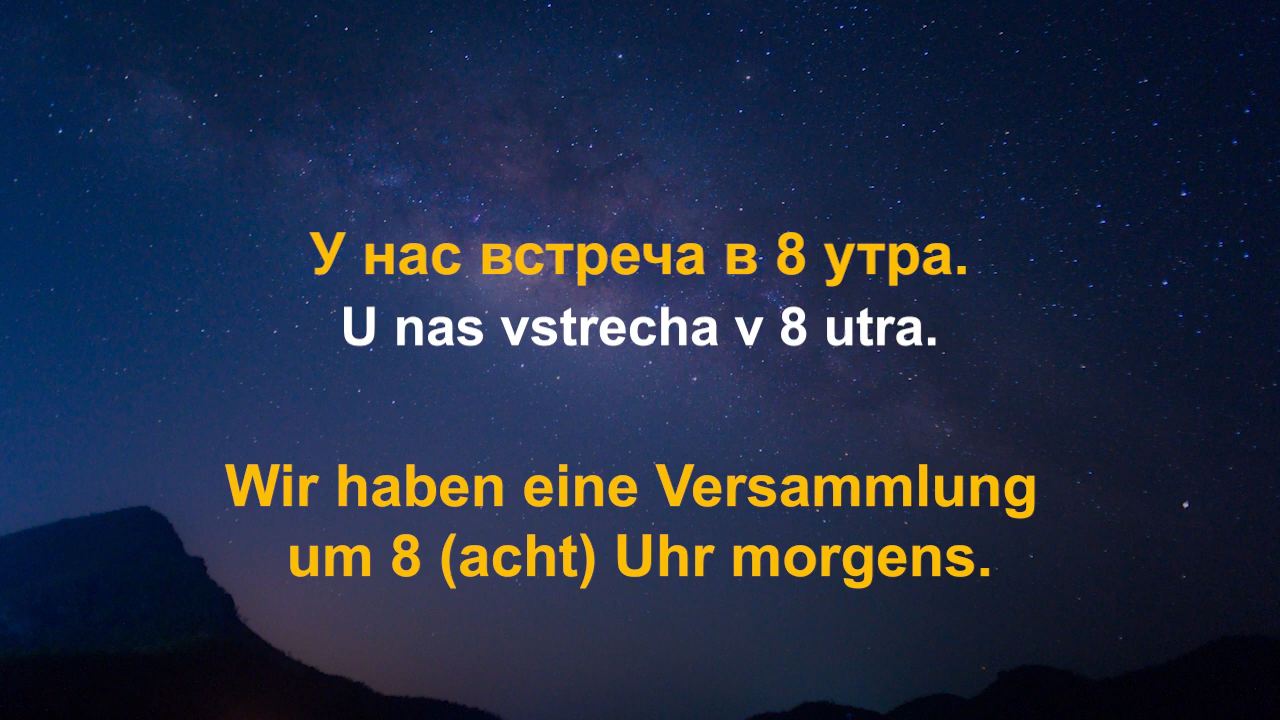 У нас встреча в 8 утра.
U nas vstrecha v 8 utra.
Wir haben eine Versammlung
um 8 (acht) Uhr morgens.